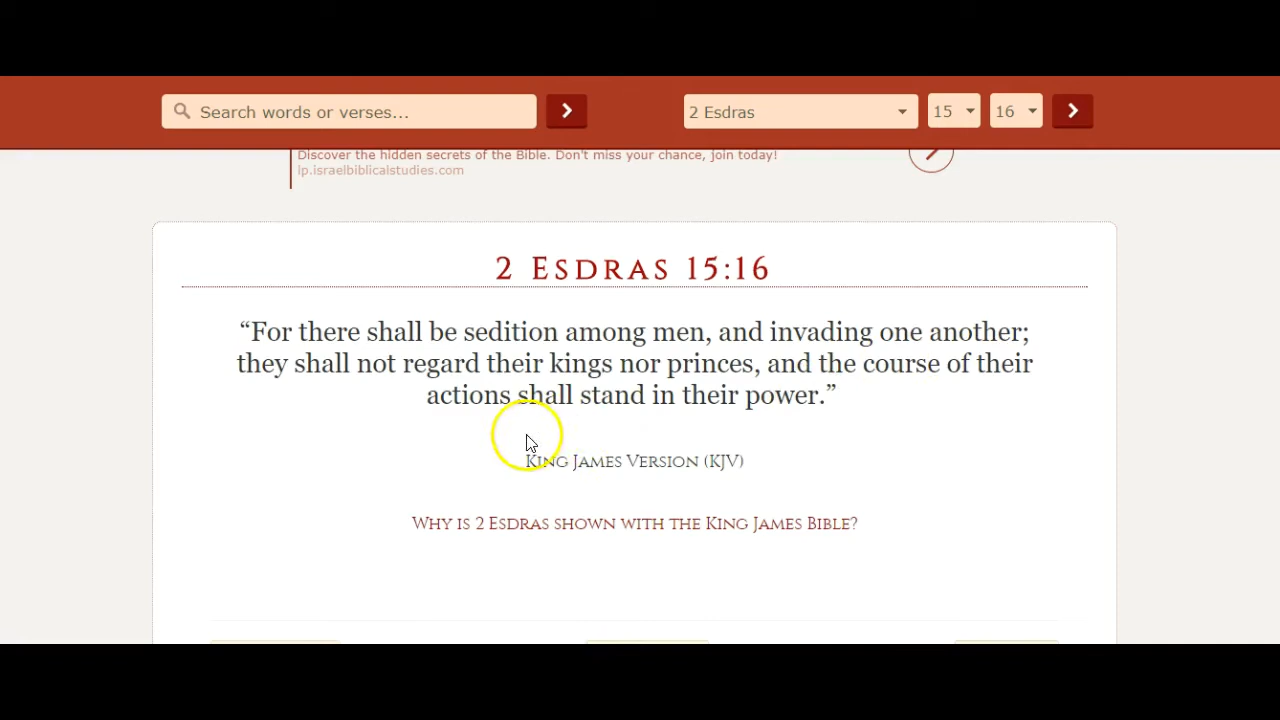 Search words or verses...
2 Esdras 15 16
Discover the hidden secrets of the Bible. Don't miss your chance, join today!
lp.israelbiblicalstudies.com
2 Esdras 15:16
“For there shall be sedition among men, and invading one another;
they shall not regard their kings nor princes, and the course of their
actions shall stand in their power.”
King James Version (KJV)
Why is 2 Esdras shown with the King James Bible?